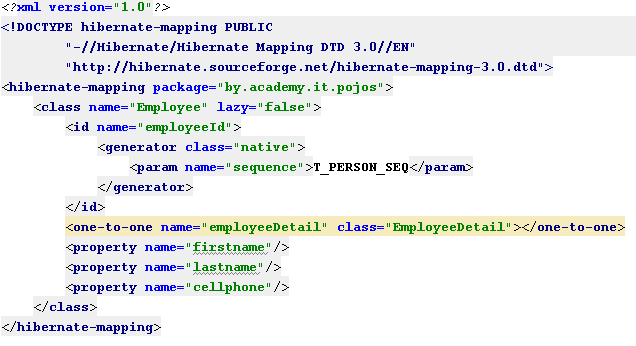 <?xml version="1.0"?>
<!DOCTYPE hibernate-mapping PUBLIC
        "-//Hibernate/Hibernate Mapping DTD 3.0//EN"
        "http://hibernate.sourceforge.net/hibernate-mapping-3.0.dtd">
<hibernate-mapping package="by.academy.it.pojos">
    <class name="Employee" lazy="false">
        <id name="employeeId">
            <generator class="native">
                <param name="sequence">T_PERSON_SEQ</param>
            </generator>
        </id>
        <one-to-one name="employeeDetail" class="EmployeeDetail"></one-to-one>
        <property name="firstname"/>
        <property name="lastname"/>
        <property name="cellphone"/>
    </class>
</hibernate-mapping>